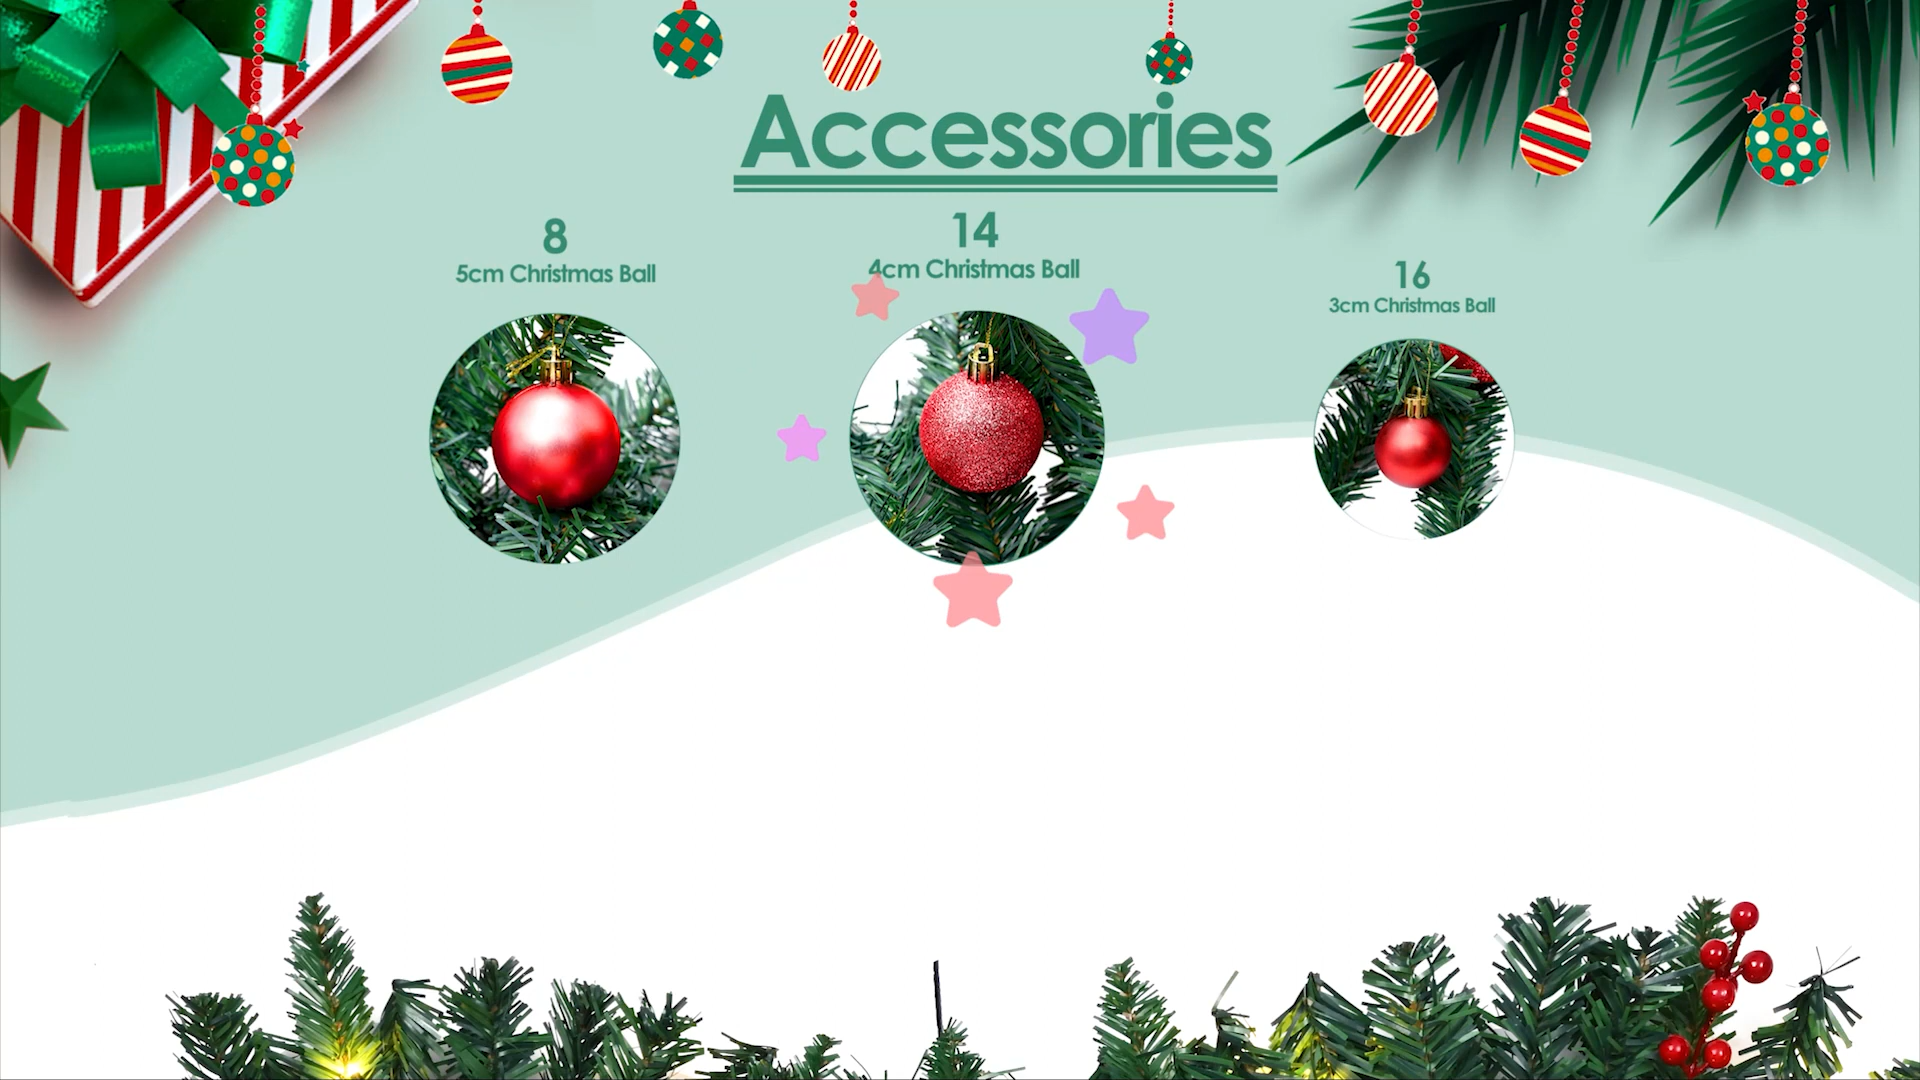 Accessories
8
5cm Christmas Ball
14
4cm Christmas Ball
16
3cm Christmas Ball